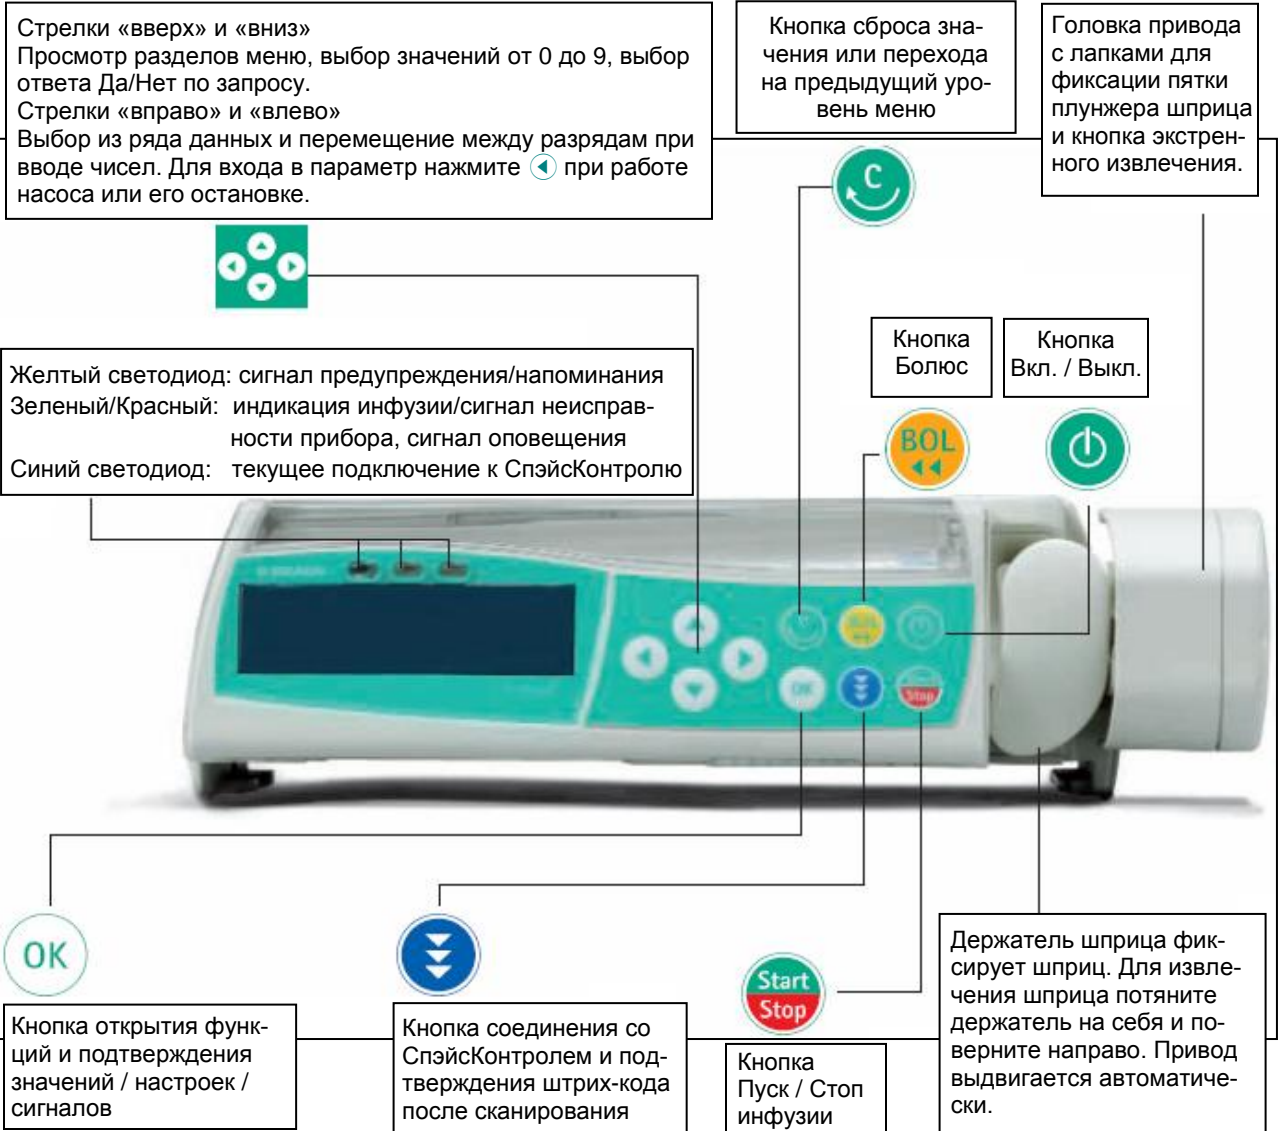 Стрелки «вверх» и «вниз»
Просмотр разделов меню, выбор значений от 0 до 9, выбор
ответа Да/Нет по запросу.
Стрелки «вправо» и «влево»
Выбор из ряда данных и перемещение между разрядам при
вводе чисел. Для входа в параметр нажмите при работе
насоса или его остановке.
Кнопка сброса зна-
чения или перехода
на предыдущий уро-
вень меню
Головка привода
с лапками для
фиксации пятки
плунжера шприца
и кнопка экстрен-
ного извлечения.
C
Желтый светодиод: сигнал предупреждения/напоминания
Зеленый/Красный: индикация инфузии/сигнал неисправ-
ности прибора, сигнал оповещения
Синий светодиод: текущее подключение к СпэйсКонтролю
Кнопка
Болюс
Кнопка
Вкл. / Выкл.
BOL
BOL
OK
Stop
OK
Кнопка открытия функ-
ций и подтверждения
значений / настроек /
сигналов
Кнопка соединения со
СпэйсКонтролем и под-
тверждения штрих-кода
после сканирования
Start
Stop
Кнопка
Пуск / Стоп
инфузии
Держатель шприца фик-
сирует шприц. Для извле-
чения шприца потяните
держатель на себя и по-
верните направо. Привод
выдвигается автоматиче-
ски.